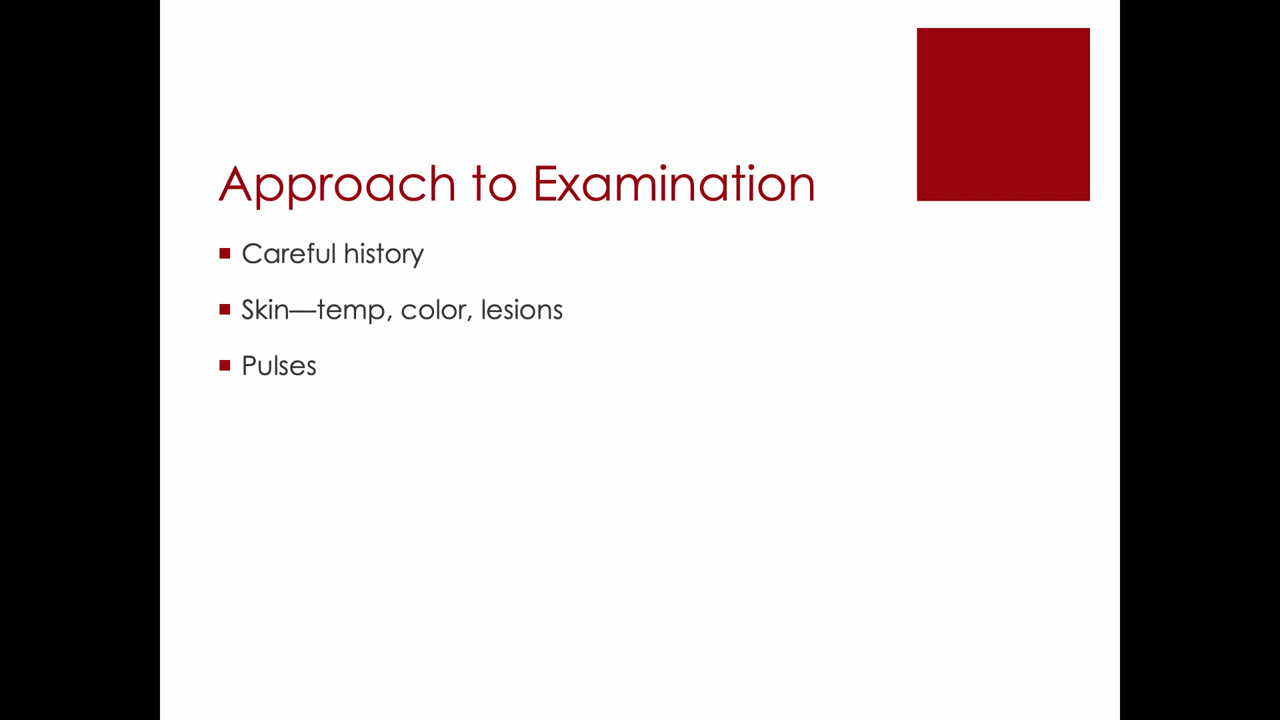 Approach to Examination
Careful history
Skin—temp, color, lesions
Pulses